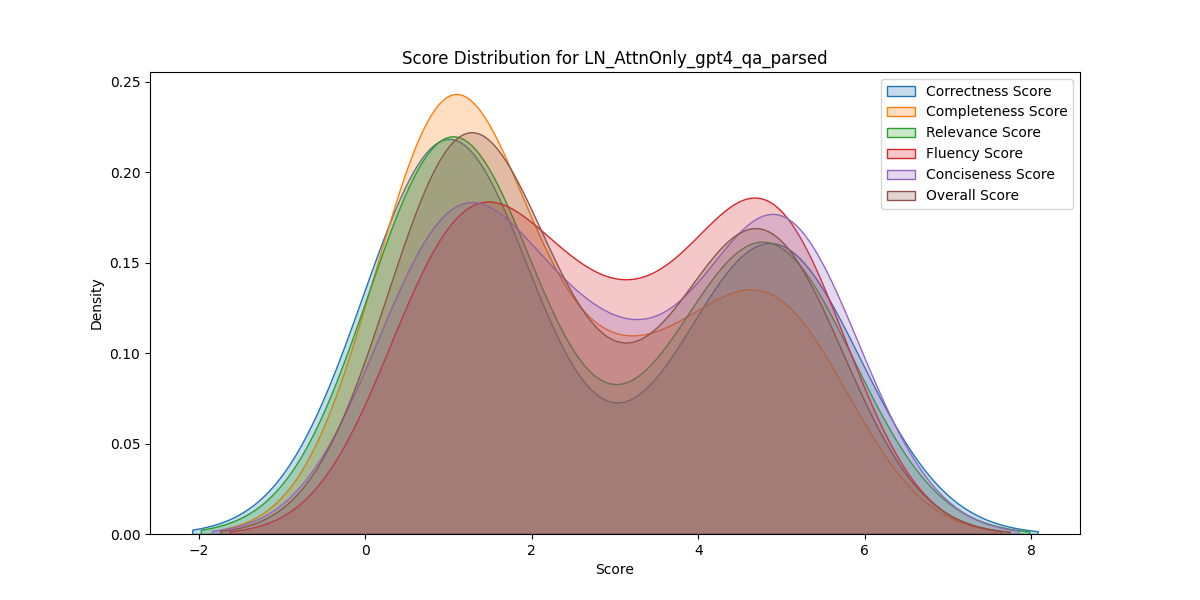 Score Distribution for LN_AttnOnly_gpt4_qa_parsed
Correctness Score
Completeness Score
Relevance Score
Fluency Score
Conciseness Score
Overall Score
Density
0.25
0.20
0.15
0.10
0.05
0.00
−2
0
2
4
6
8
Score